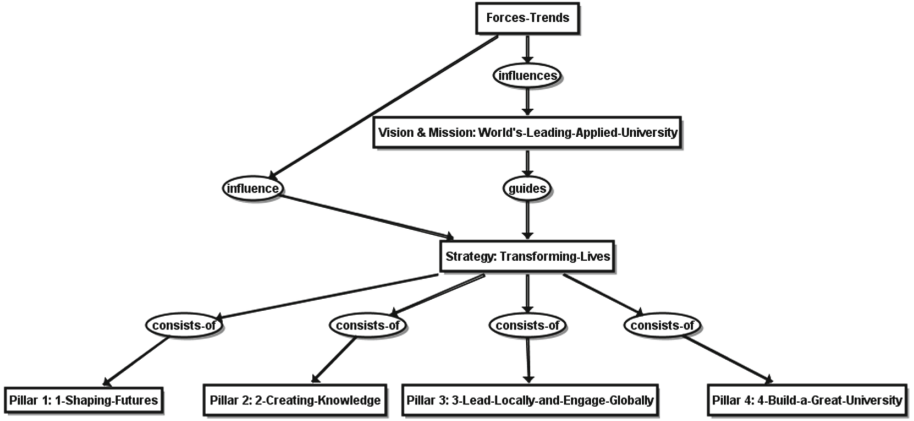 Forces-Trends
influences
Vision & Mission: World's-Leading-Applied-University
influence
guides
Strategy: Transforming-Lives
consists-of
consists-of
consists-of
consists-of
Pillar 1: 1-Shaping-Futures
Pillar 2: 2-Creating-Knowledge
Pillar 3: 3-Lead-Locally-and-Engage-Globally
Pillar 4: 4-Build-a-Great-University